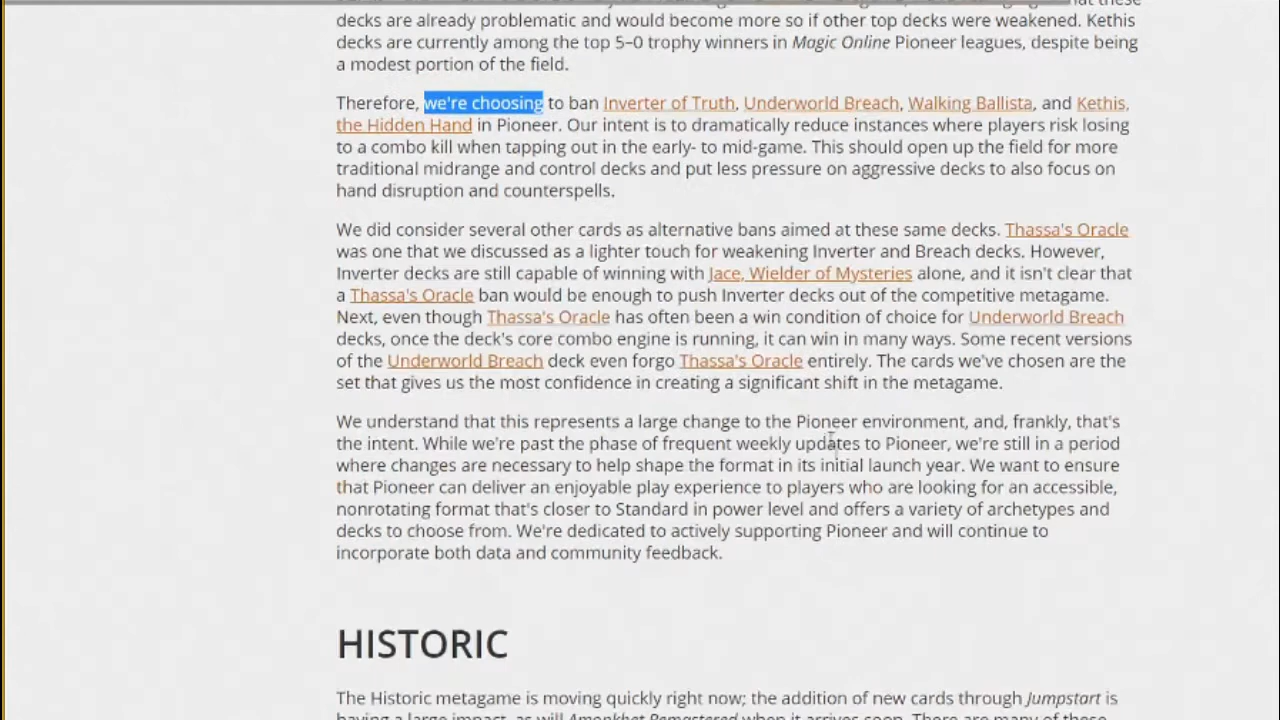 decks are already problematic and would become more so if other top decks were weakened. Kethis
decks are currently among the top 5–0 trophy winners in Magic Online Pioneer leagues, despite being
a modest portion of the field.
Therefore, we're choosing to ban Inverter of Truth, Underworld Breach, Walking Ballista, and Kethis,
the Hidden Hand in Pioneer. Our intent is to dramatically reduce instances where players risk losing
to a combo kill when tapping out in the early- to mid-game. This should open up the field for more
traditional midrange and control decks and put less pressure on aggressive decks to also focus on
hand disruption and counterspells.
We did consider several other cards as alternative bans aimed at these same decks. Thassa's Oracle
was one that we discussed as a lighter touch for weakening Inverter and Breach decks. However,
Inverter decks are still capable of winning with Jace, Wielder of Mysteries alone, and it isn't clear that
a Thassa's Oracle ban would be enough to push Inverter decks out of the competitive metagame.
Next, even though Thassa's Oracle has often been a win condition of choice for Underworld Breach
decks, once the deck's core combo engine is running, it can win in many ways. Some recent versions
of the Underworld Breach deck even forgo Thassa's Oracle entirely. The cards we've chosen are the
set that gives us the most confidence in creating a significant shift in the metagame.
We understand that this represents a large change to the Pioneer environment, and, frankly, that's
the intent. While we're past the phase of frequent weekly updates to Pioneer, we're still in a period
where changes are necessary to help shape the format in its initial launch year. We want to ensure
that Pioneer can deliver an enjoyable play experience to players who are looking for an accessible,
nonrotating format that's closer to Standard in power level and offers a variety of archetypes and
decks to choose from. We're dedicated to actively supporting Pioneer and will continue to
incorporate both data and community feedback.
HISTORIC
The Historic metagame is moving quickly right now; the addition of new cards through Jumpstart is
having a large impact, as will Amonkhet Remastered when it arrives soon. There are many of these